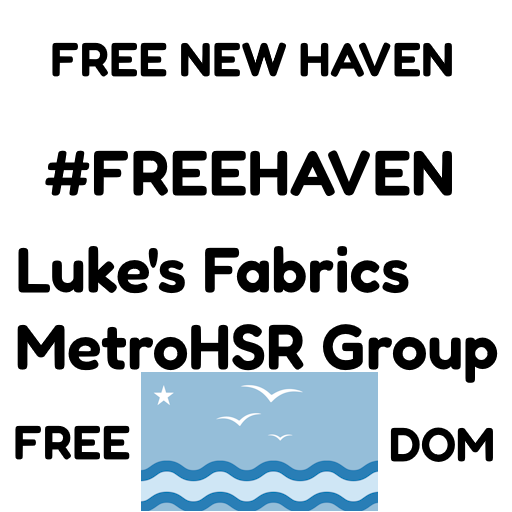 FREE NEW HAVEN
#FREEHAVEN
Luke's Fabrics
MetroHSR Group
FREE DOM